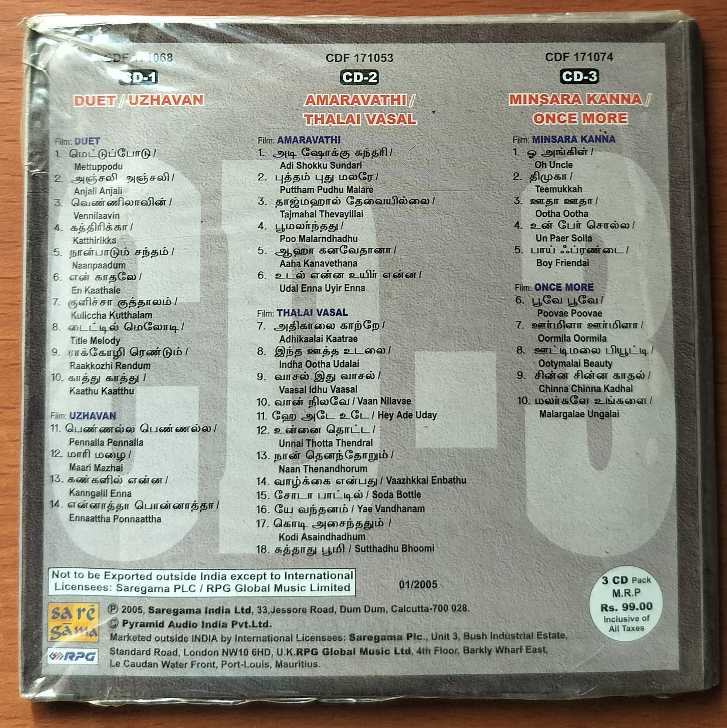 CDF 171068
CD-1
DUET / UZHAVAN
Film: DUET
1. மெட்டுப்போடு /
Mettuppodu
2. அஞ்சலி அஞ்சலி /
Anjali Anjali
3. வெண்ணிலாவின் /
Vennilaavin
4. கத்திரிக்கா /
Katthirikka
5. நான்பாடும் சந்தம் /
Naanpaadum
6. என் காதலே /
En Kaathale
7. குளிச்சா குத்தாலம் /
Kuliccha Kutthalam
8. டைட்டில் மெலோடி /
Title Melody
9. ராக்கோழி ரெண்டும் /
Raakkozhi Rendum
10. காத்து காத்து /
Kaathu Kaatthu
Film: UZHAVAN
11. பெண்ணல்ல பெண்ணல்ல /
Pennalla Pennalla
12. மாரி மழை /
Maari Mazhai
13. கண்களில் என்ன /
Kanngalil Enna
14. என்னாத்தா பொன்னாத்தா /
Ennaattha Ponnaattha
CDF 171053
CD-2
AMARAVATHI /
THALAI VASAL
Film: AMARAVATHI
1. அடி ஷோக்கு சுந்தரி /
Adi Shokku Sundari
2. புத்தம் புது மலரே /
Puttham Pudhu Malare
3. தாஜ்மஹால் தேவையில்லை /
Tajmahal Thevayillai
4. பூமலர்ந்தது /
Poo Malarndhadhu
5. ஆஹா கனவேதானா /
Aaha Kanavethana
6. உடல் என்ன உயிர் என்ன /
Udal Enna Uyir Enna
Film: THALAI VASAL
7. அதிகாலை காற்றே /
Adhikaalai Kaatrae
8. இந்த ஊத்த உடலை /
Indha Ootha Udalai
9. வாசல் இது வாசல் /
Vaasal Idhu Vaasal
10. வான் நிலவே / Vaan Nilavae
11. ஹே அடே உடே / Hey Ade Uday
12. உன்னை தொட்ட /
Unnai Thotta Thendral
13. நான் தெனந்தோறும் /
Naan Thenandhorum
14. வாழ்க்கை என்பது / Vaazhkkai Enbathu
15. சோடா பாட்டில் / Soda Bottle
16. யே வந்தனம் / Yae Vandhanam
17. கொடி அசைந்ததும் /
Kodi Asaindhadhum
18. சுத்தாது பூமி / Sutthadhu Bhoomi
CDF 171074
CD-3
MINSARA KANNA /
ONCE MORE
Film: MINSARA KANNA
1. ஓ அங்கிள் /
Oh Uncle
2. திமுகா /
Teemukkah
3. ஊதா ஊதா /
Ootha Ootha
4. உன் பேர் சொல்ல /
Un Paer Solla
5. பாய் ஃப்ரண்டை /
Boy Friendai
Film: ONCE MORE
6. பூவே பூவே /
Poovae Poovae
7. ஊர்மிளா ஊர்மிளா /
Oormila Oormila
8. ஊட்டிமலை பியூட்டி /
Ootymalai Beauty
9. சின்ன சின்ன காதல் /
Chinna Chinna Kadhal
10. மலர்களே உங்களை /
Malargalae Ungalai
Not to be Exported outside India except to International
Licensees: Saregama PLC / RPG Global Music Limited
01/2005
3 CD Pack
M.R.P
Rs. 99.00
Inclusive of
All Taxes
sa rē
gama
RPG
Ⓟ 2005, Saregama India Ltd, 33, Jessore Road, Dum Dum, Calcutta-700 028.
© Pyramid Audio India Pvt.Ltd.
Marketed outside INDIA by International Licensees: Saregama Plc., Unit 3, Bush Industrial Estate,
Standard Road, London NW10 6HD, U.K.RPG Global Music Ltd, 4th Floor, Barkly Wharf East,
Le Caudan Water Front, Port-Louis, Mauritius.